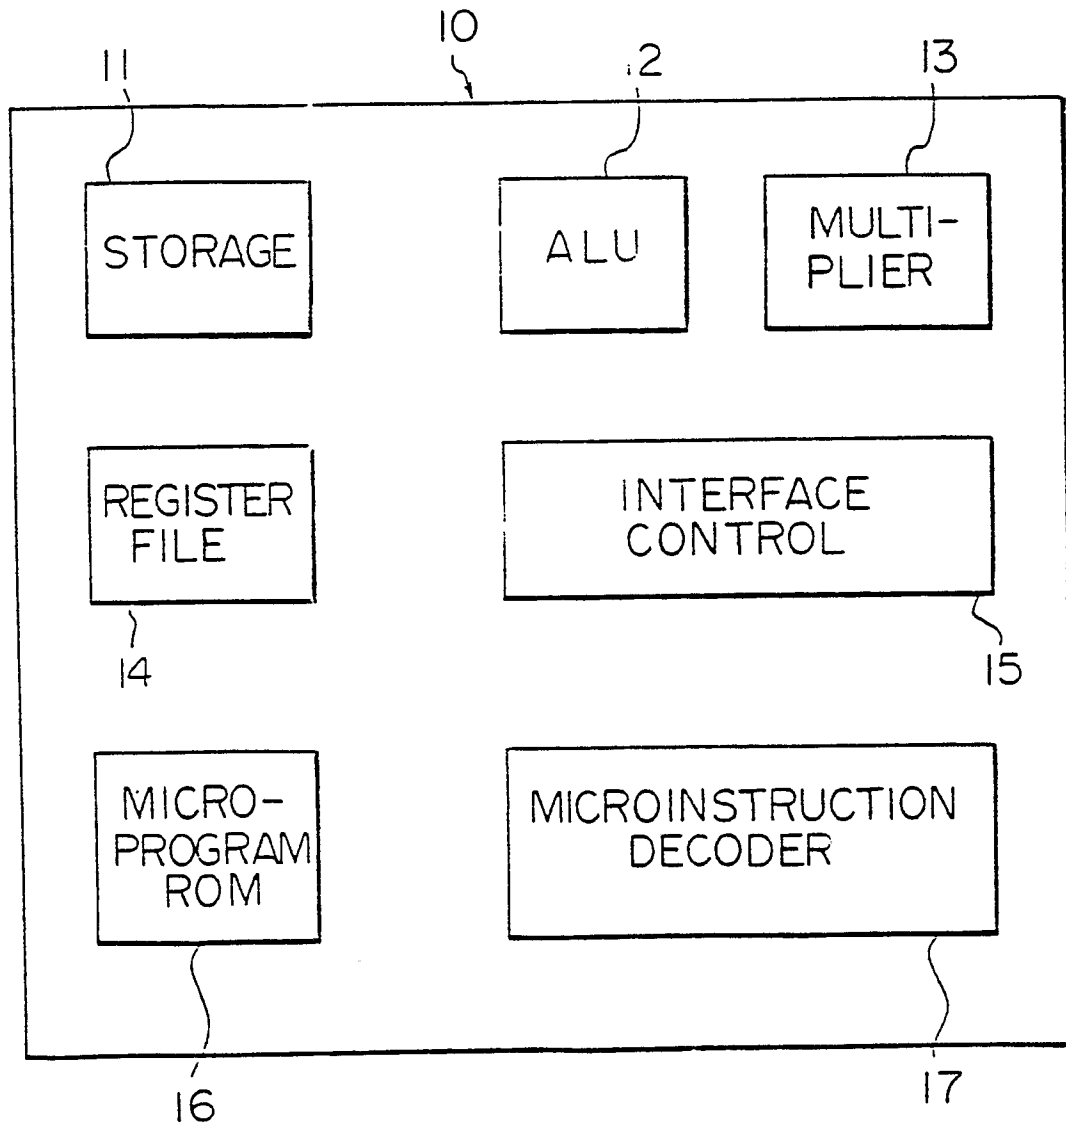 10
11
12
13
STORAGE
ALU
MULTI-
PLIER
REGISTER
FILE
INTERFACE
CONTROL
14
15
MICRO-
PROGRAM
ROM
MICROINSTRUCTION
DECODER
16
17